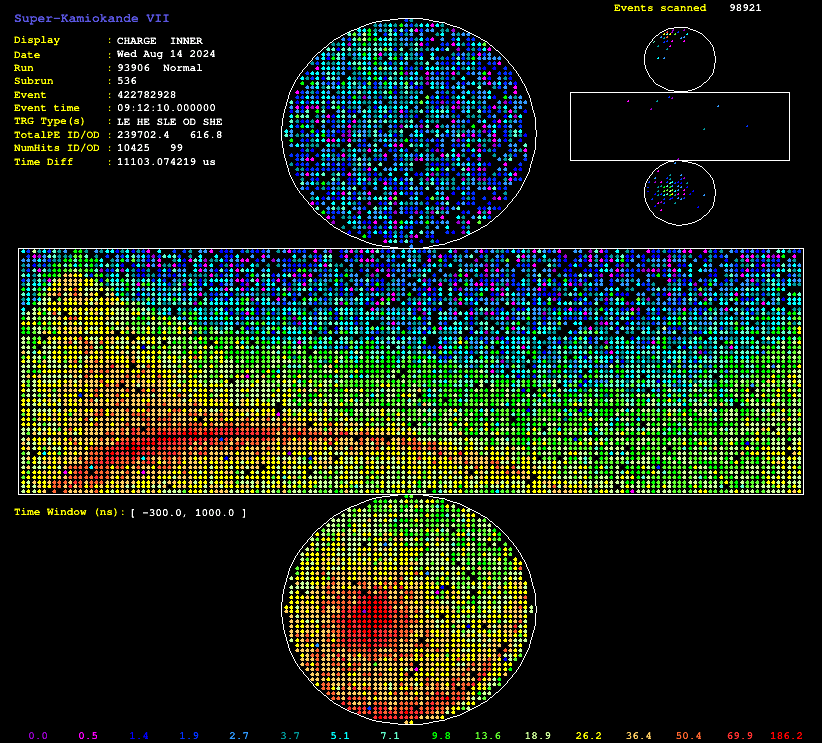 Super-Kamiokande VII
Events scanned 98921
Display : CHARGE INNER
Date : Wed Aug 14 2024
Run : 93906 Normal
Subrun : 536
Event : 422782928
Event time : 09:12:10.000000
TRG Type(s) : LE HE SLE OD SHE
TotalPE ID/OD : 239702.4 616.8
NumHits ID/OD : 10425 99
Time Diff : 11103.074219 us
Time Window (ns): [ -300.0, 1000.0 ]
0.0 0.5 1.4 1.9 2.7 3.7 5.1 7.1 9.8 13.6 18.9 26.2 36.4 50.4 69.9 186.2